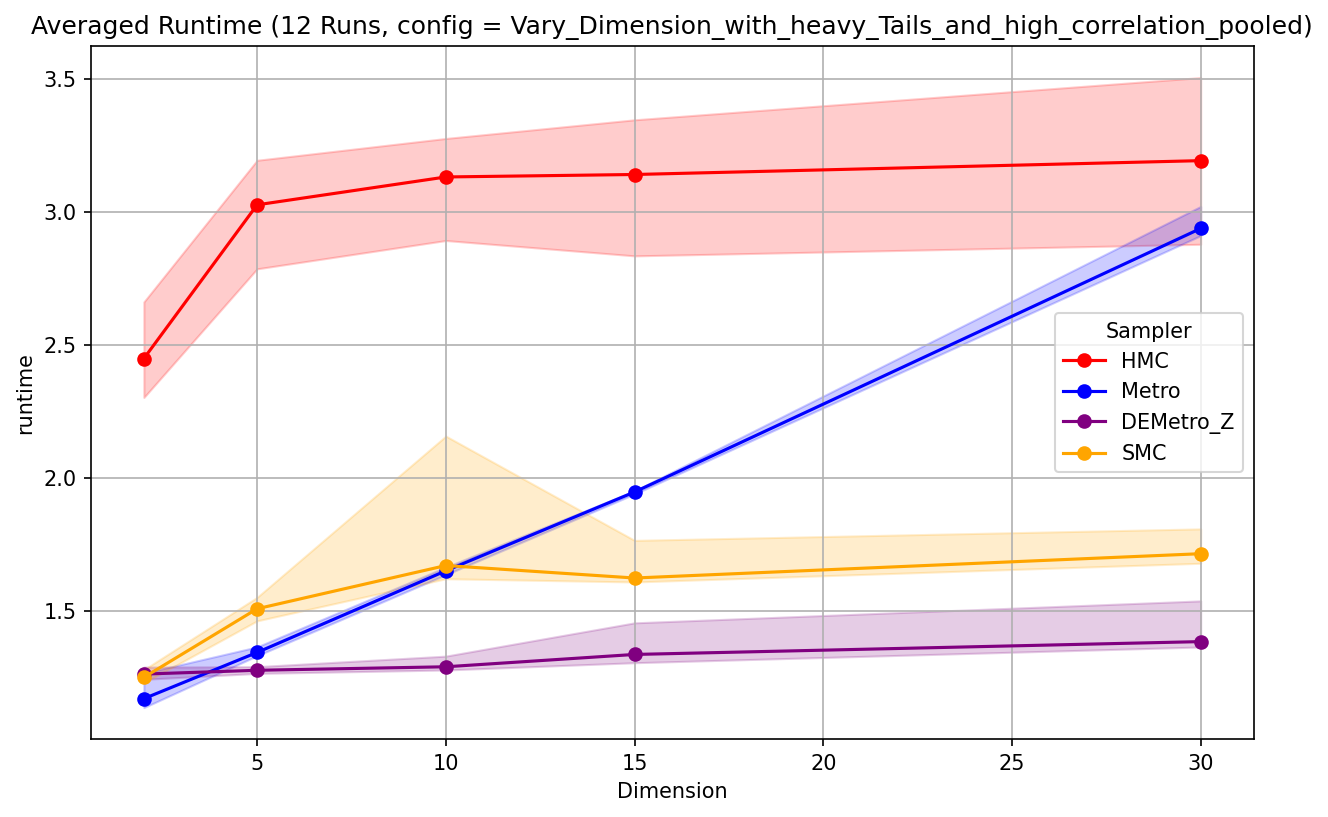 Averaged Runtime (12 Runs, config = Vary_Dimension_with_heavy_Tails_and_high_correlation_pooled)
3.5
3.0
2.5
2.0
1.5
runtime
Sampler
HMC
Metro
DEMetro_Z
SMC
5 10 15 20 25 30
Dimension